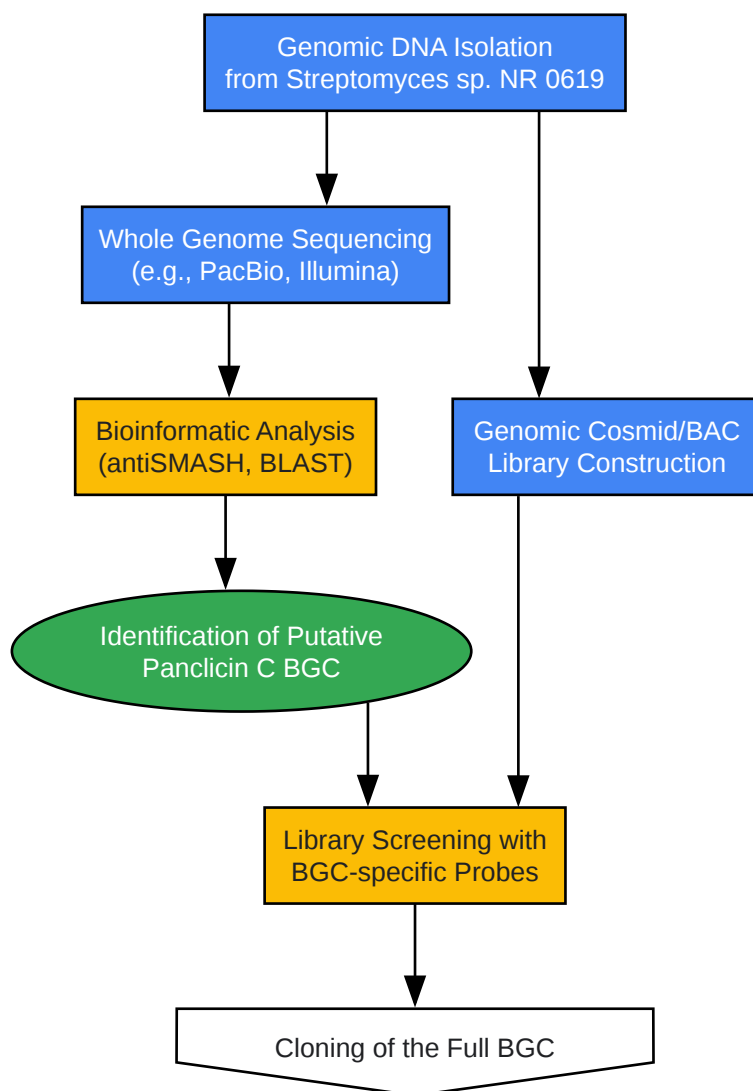 Genomic DNA Isolation
from Streptomyces sp. NR 0619
Whole Genome Sequencing
(e.g., PacBio, Illumina)
Bioinformatic Analysis
(antiSMASH, BLAST)
Genomic Cosmid/BAC
Library Construction
Identification of Putative
Panclicin C BGC
Library Screening with
BGC-specific Probes
Cloning of the Full BGC